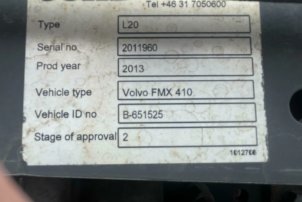 Tel +46 31 7050600
Type L20
Serial no 2011960
Prod year 2013
Vehicle type Volvo FMX 410
Vehicle ID no B-651525
Stage of approval 2
1612766